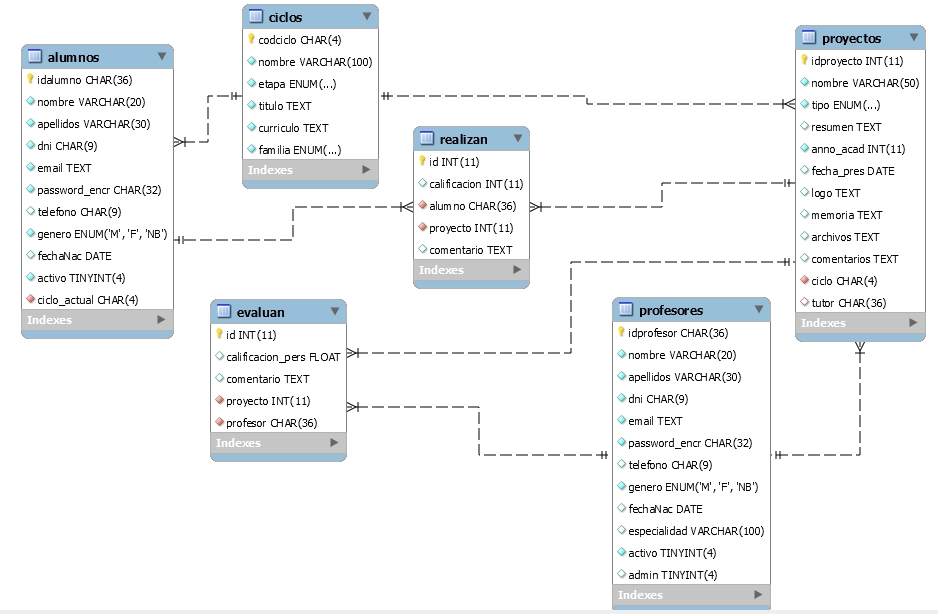 ciclos
codciclo CHAR(4)
nombre VARCHAR(100)
etapa ENUM(...)
titulo TEXT
curriculo TEXT
familia ENUM(...)
Indexes
alumnos
idalumno CHAR(36)
nombre VARCHAR(20)
apellidos VARCHAR(30)
dni CHAR(9)
email TEXT
password_encr CHAR(32)
telefono CHAR(9)
genero ENUM('M', 'F', 'NB')
fechaNac DATE
activo TINYINT(4)
ciclo_actual CHAR(4)
Indexes
proyectos
idproyecto INT(11)
nombre VARCHAR(50)
tipo ENUM(...)
resumen TEXT
anno_acad INT(11)
fecha_pres DATE
logo TEXT
memoria TEXT
archivos TEXT
comentarios TEXT
ciclo CHAR(4)
tutor CHAR(36)
Indexes
realizan
id INT(11)
calificacion INT(11)
alumno CHAR(36)
proyecto INT(11)
comentario TEXT
Indexes
evaluan
id INT(11)
calificacion_pers FLOAT
comentario TEXT
proyecto INT(11)
profesor CHAR(36)
Indexes
profesores
idprofesor CHAR(36)
nombre VARCHAR(20)
apellidos VARCHAR(30)
dni CHAR(9)
email TEXT
password_encr CHAR(32)
telefono CHAR(9)
genero ENUM('M', 'F', 'NB')
fechaNac DATE
especialidad VARCHAR(100)
activo TINYINT(4)
admin TINYINT(4)
Indexes